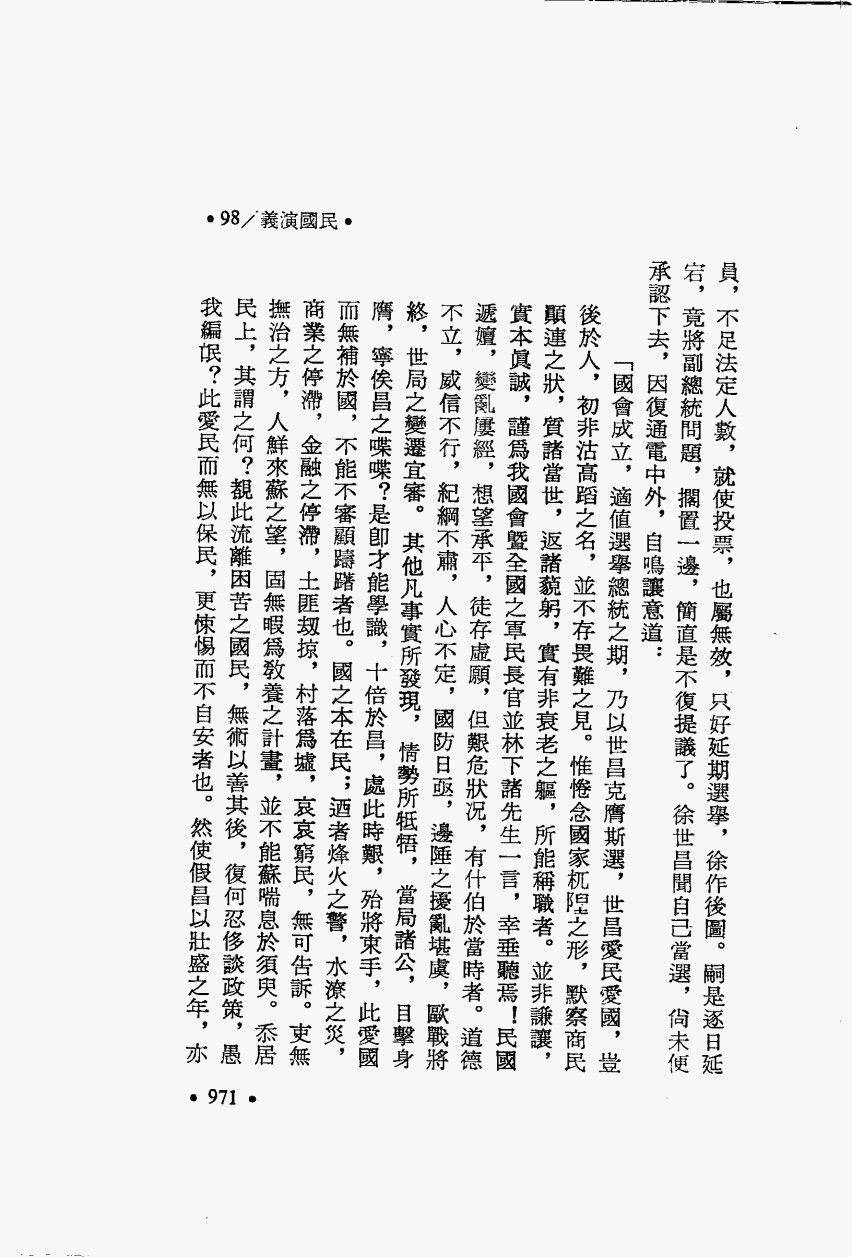 •98/義演國民•
員，不足法定人數，就使投票，也屬無效，只好延期選舉，徐作後圖。嗣是逐日延
宕，竟將副總統問題，擱置一邊，簡直是不復提議了。徐世昌聞自己當選，尙未便
承認下去，因復通電中外，自鳴讓意道：
「國會成立，適值選舉總統之期，乃以世昌克膺斯選，世昌愛民愛國，豈
後於人，初非沽高蹈之名，並不存畏難之見。惟惓念國家杌隉之形，默察商民
顚連之狀，質諸當世，返諸藐躬，實有非衰老之軀，所能稱職者。並非謙讓，
實本眞誠，謹爲我國會曁全國之軍民長官並林下諸先生一言，幸垂聽焉！民國
遞嬗，變亂屢經，想望承平，徒存虛願，但艱危狀况，有什伯於當時者。道德
不立，威信不行，紀綱不肅，人心不定，國防日亟，邊陲之擾亂堪虞，歐戰將
終，世局之變遷宜審。其他凡事實所發現，情勢所牴牾，當局諸公，目擊身
膺，寧俟昌之喋喋？是卽才能學識，十倍於昌，處此時艱，殆將束手，此愛國
而無補於國，不能不審顧躊躇者也。國之本在民；迺者烽火之警，水潦之災，
商業之停滯，金融之停滯，土匪刼掠，村落爲墟，哀哀窮民，無可告訴。吏無
撫治之方，人鮮來蘇之望，固無暇爲敎養之計畫，並不能蘇喘息於須臾。忝居
民上，其謂之何？覩此流離困苦之國民，無術以善其後，復何忍侈談政策，愚
我編氓？此愛民而無以保民，更悚惕而不自安者也。然使假昌以壯盛之年，亦
•971•